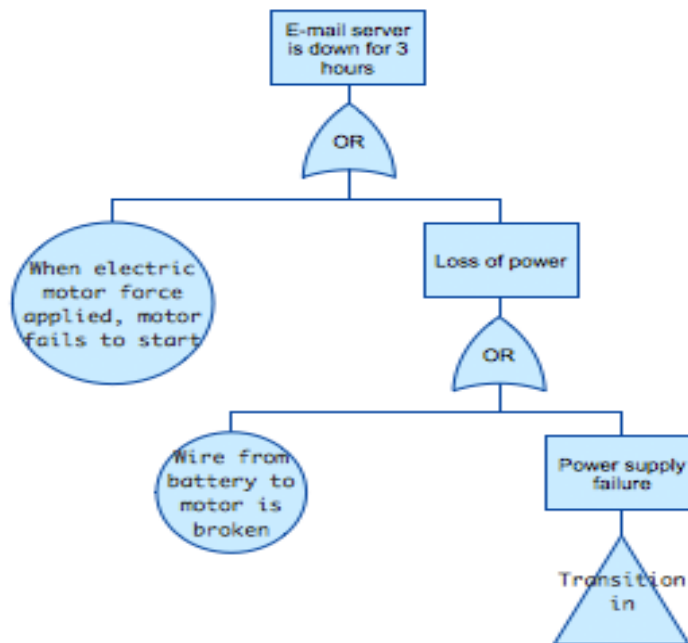 E-mail server
is down for 3
hours
OR
When electric
motor force
applied, motor
fails to start
Loss of power
OR
Wire from
battery to
motor is
broken
Power supply
failure
Transition
in